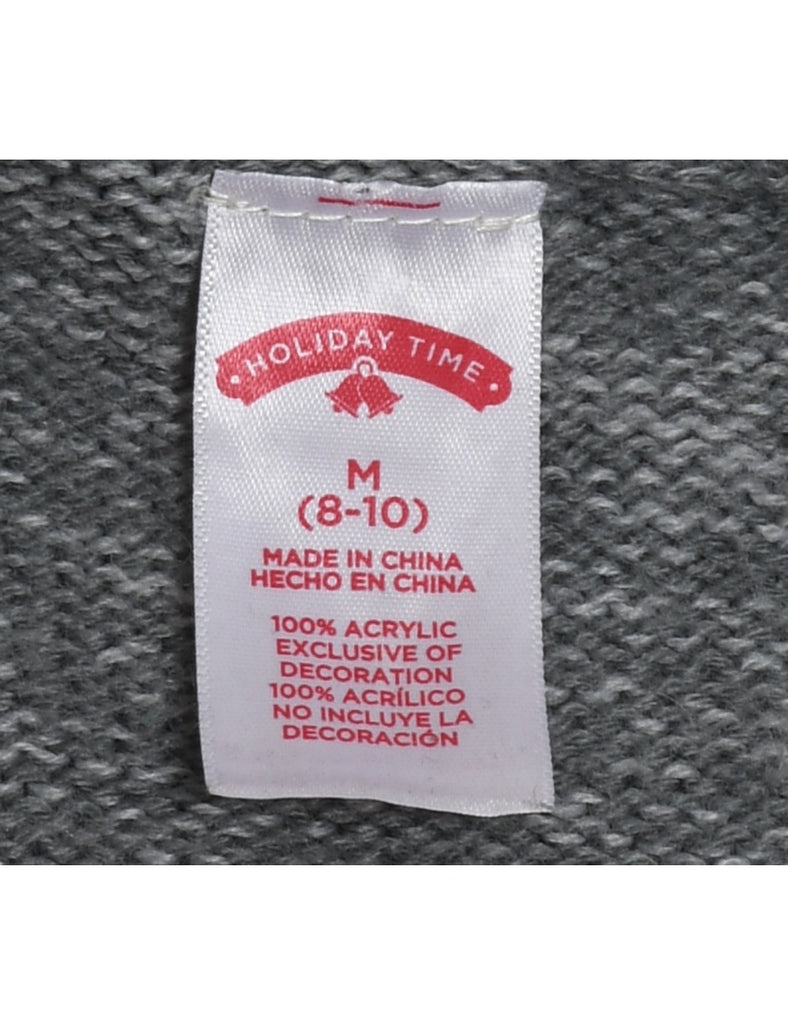 • HOLIDAY TIME •
M
(8-10)
MADE IN CHINA
HECHO EN CHINA
100% ACRYLIC
EXCLUSIVE OF
DECORATION
100% ACRÍLICO
NO INCLUYE LA
DECORACIÓN